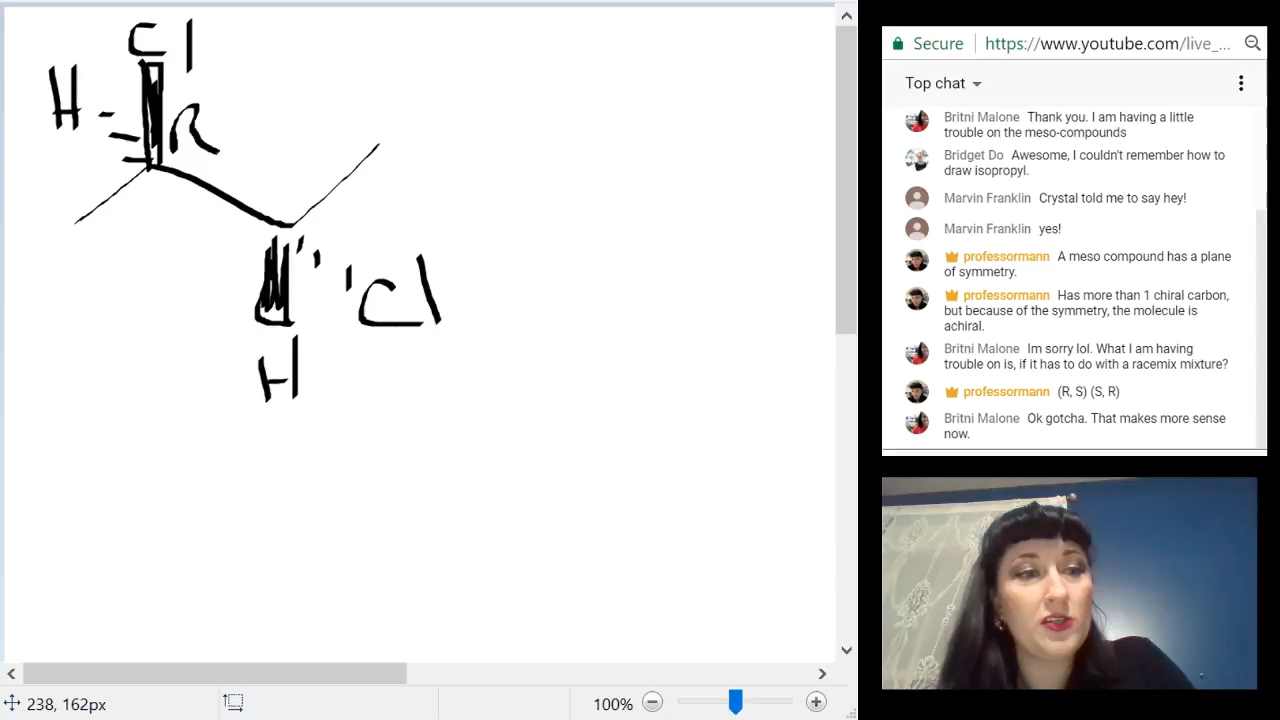 Cl
H
R
Cl
H
238, 162px
100%
Secure
https://www.youtube.com/live_...
Top chat
Britni Malone Thank you. I am having a little
trouble on the meso-compounds
Bridget Do Awesome, I couldn't remember how to
draw isopropyl.
Marvin Franklin Crystal told me to say hey!
Marvin Franklin yes!
professormann A meso compound has a plane
of symmetry.
professormann Has more than 1 chiral carbon,
but because of the symmetry, the molecule is
achiral.
Britni Malone Im sorry lol. What I am having
trouble on is, if it has to do with a racemix mixture?
professormann (R, S) (S, R)
Britni Malone Ok gotcha. That makes more sense
now.